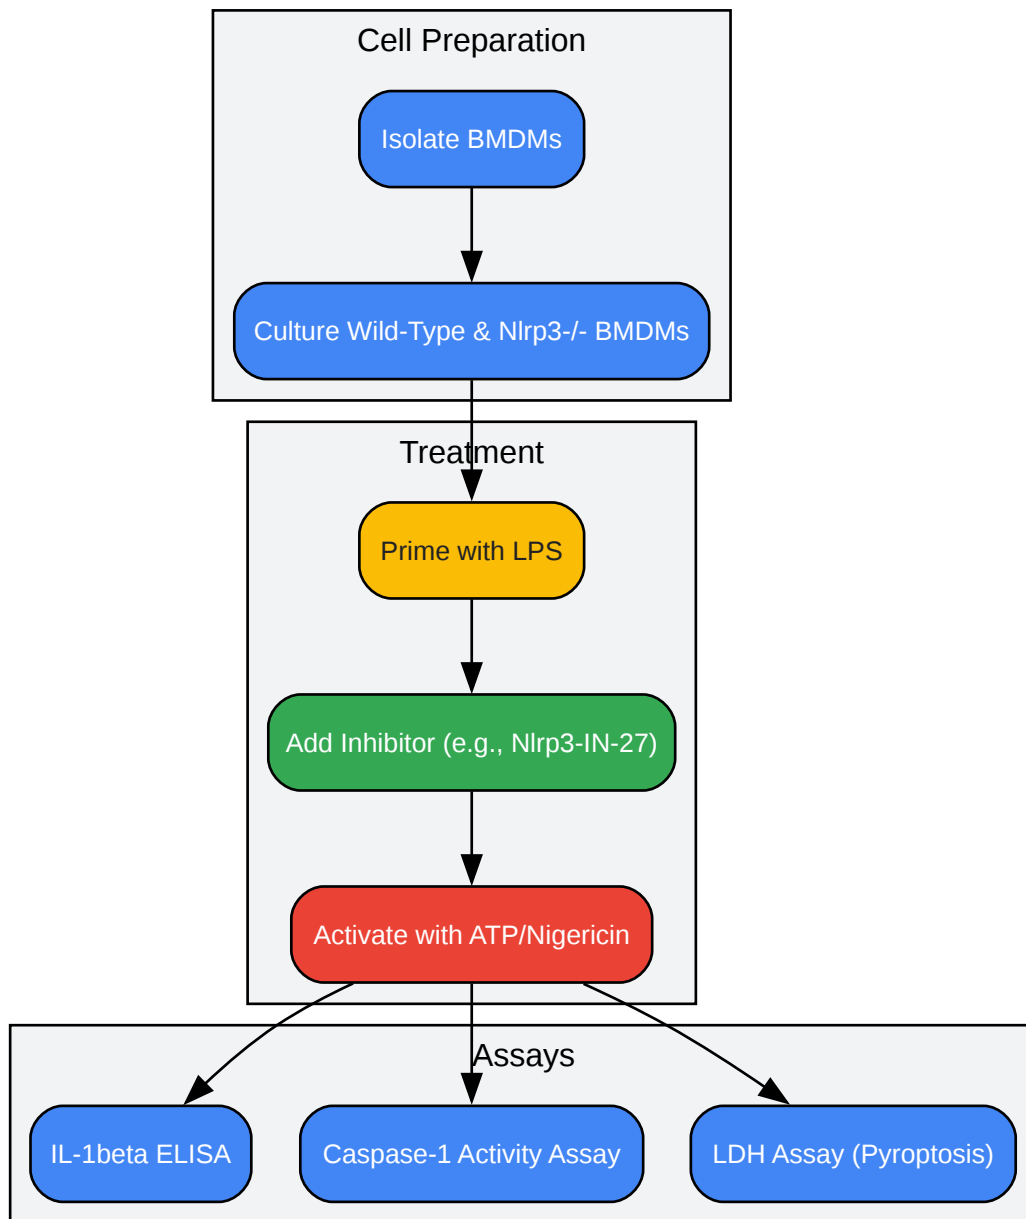 Cell Preparation
Isolate BMDMs
Culture Wild-Type & Nlrp3-/- BMDMs
Treatment
Prime with LPS
Add Inhibitor (e.g., Nlrp3-IN-27)
Activate with ATP/Nigericin
Assays
IL-1beta ELISA
Caspase-1 Activity Assay
LDH Assay (Pyroptosis)